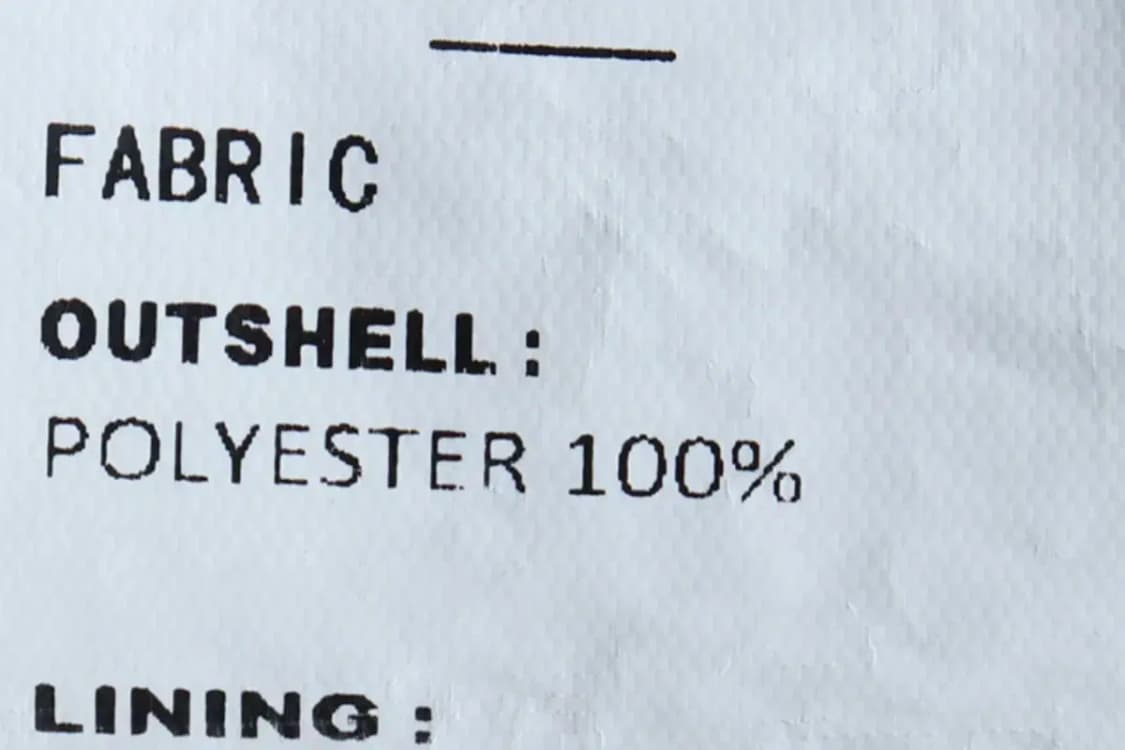 FABRIC
OUTSHELL:
POLYESTER 100%
LINING: